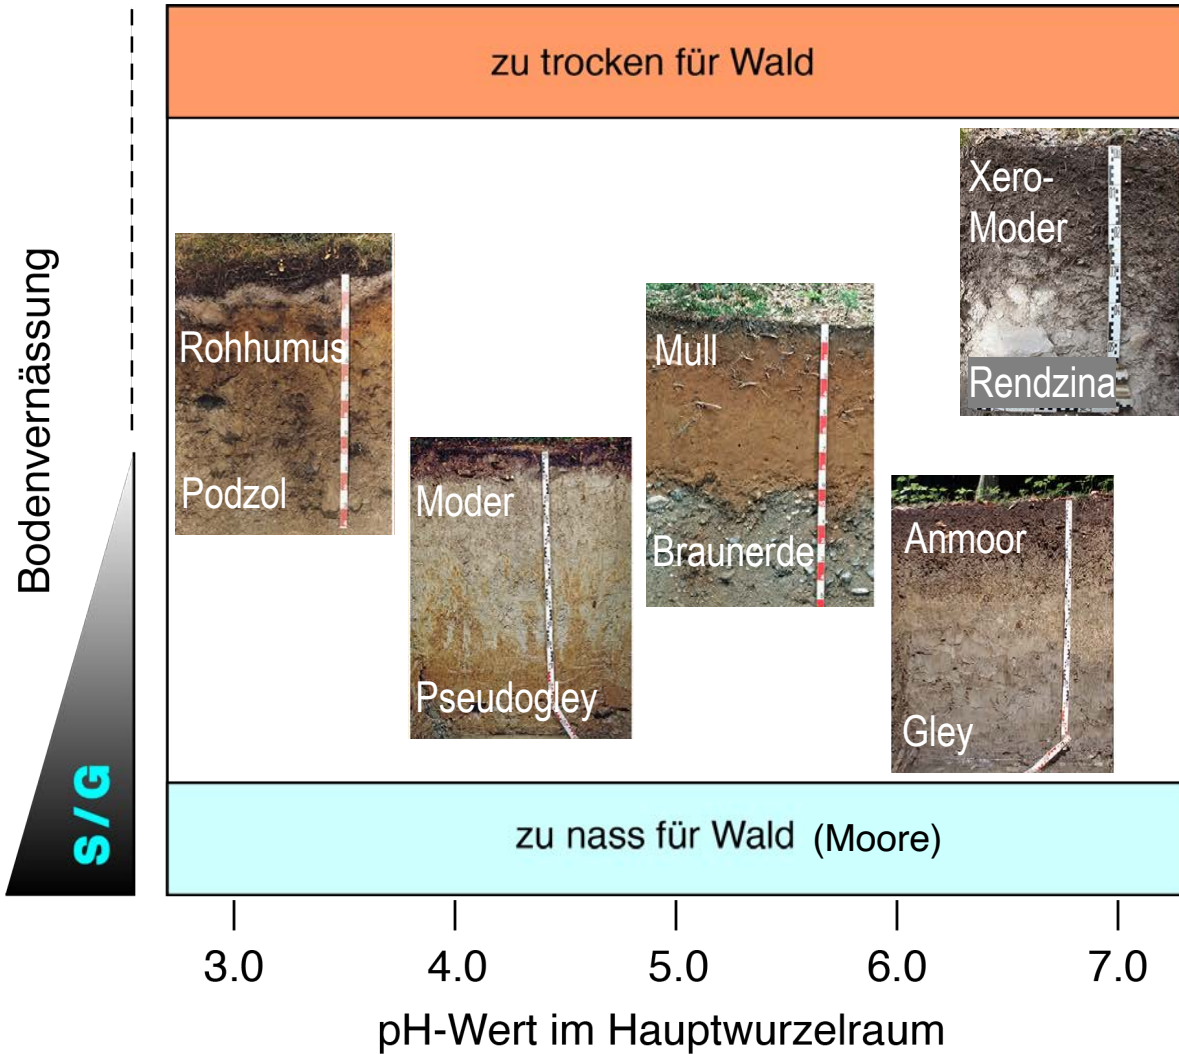 zu trocken für Wald
Bodenvernässung
S/G
Xero-
Moder
Rendzina
Rohhumus
Podzol
Mull
Braunerde
Moder
Pseudogley
Anmoor
Gley
zu nass für Wald (Moore)
3.0 4.0 5.0 6.0 7.0
pH-Wert im Hauptwurzelraum